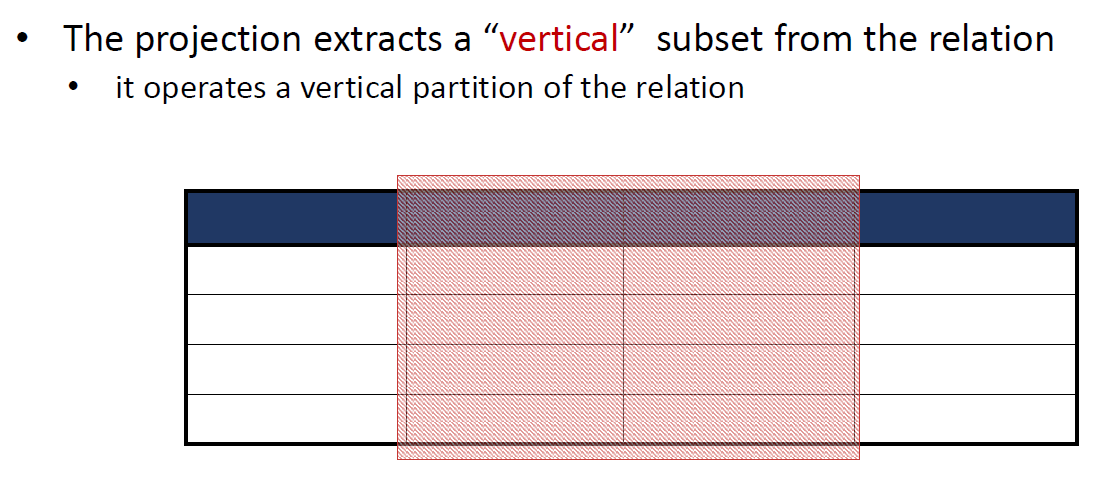 • The projection extracts a “vertical” subset from the relation
• it operates a vertical partition of the relation